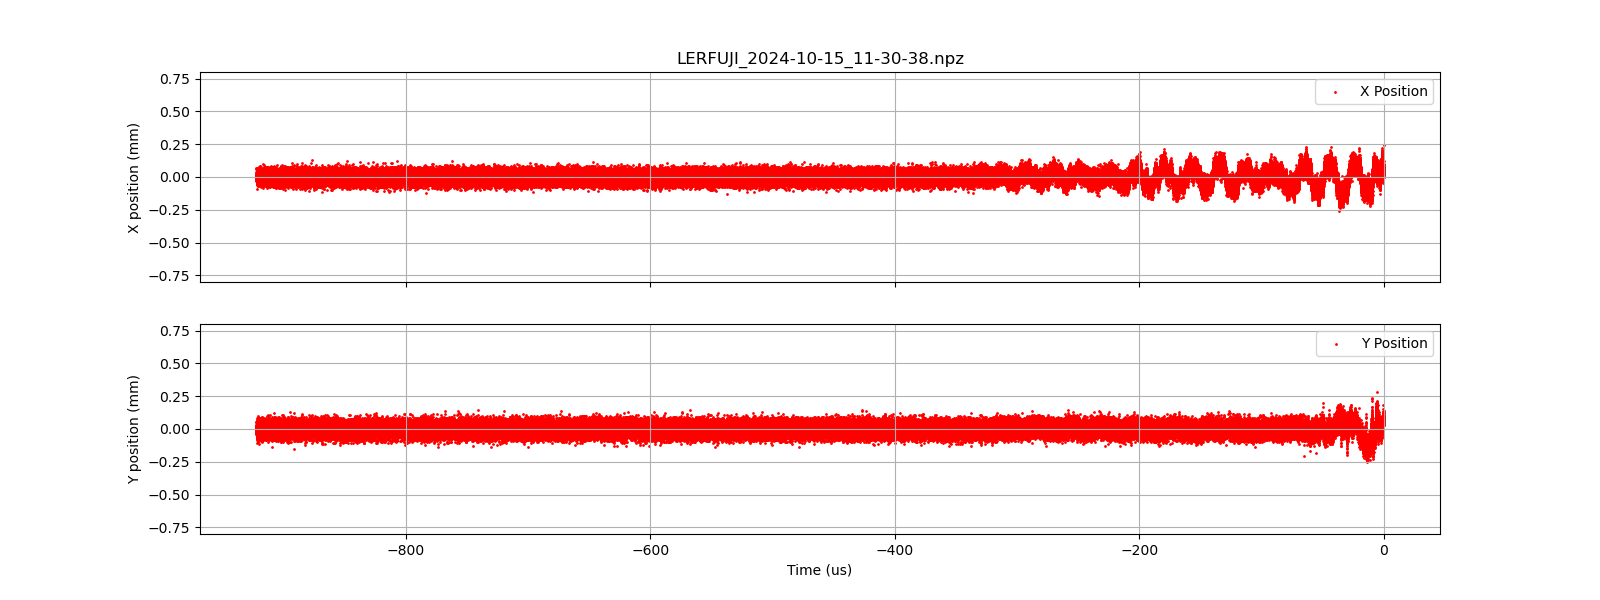 LERFUJI_2024-10-15_11-30-38.npz
0.75
0.50
0.25
0.00
−0.25
−0.50
−0.75
X position (mm)
X Position
0.75
0.50
0.25
0.00
−0.25
−0.50
−0.75
Y position (mm)
Y Position
−800 −600 −400 −200 0
Time (us)